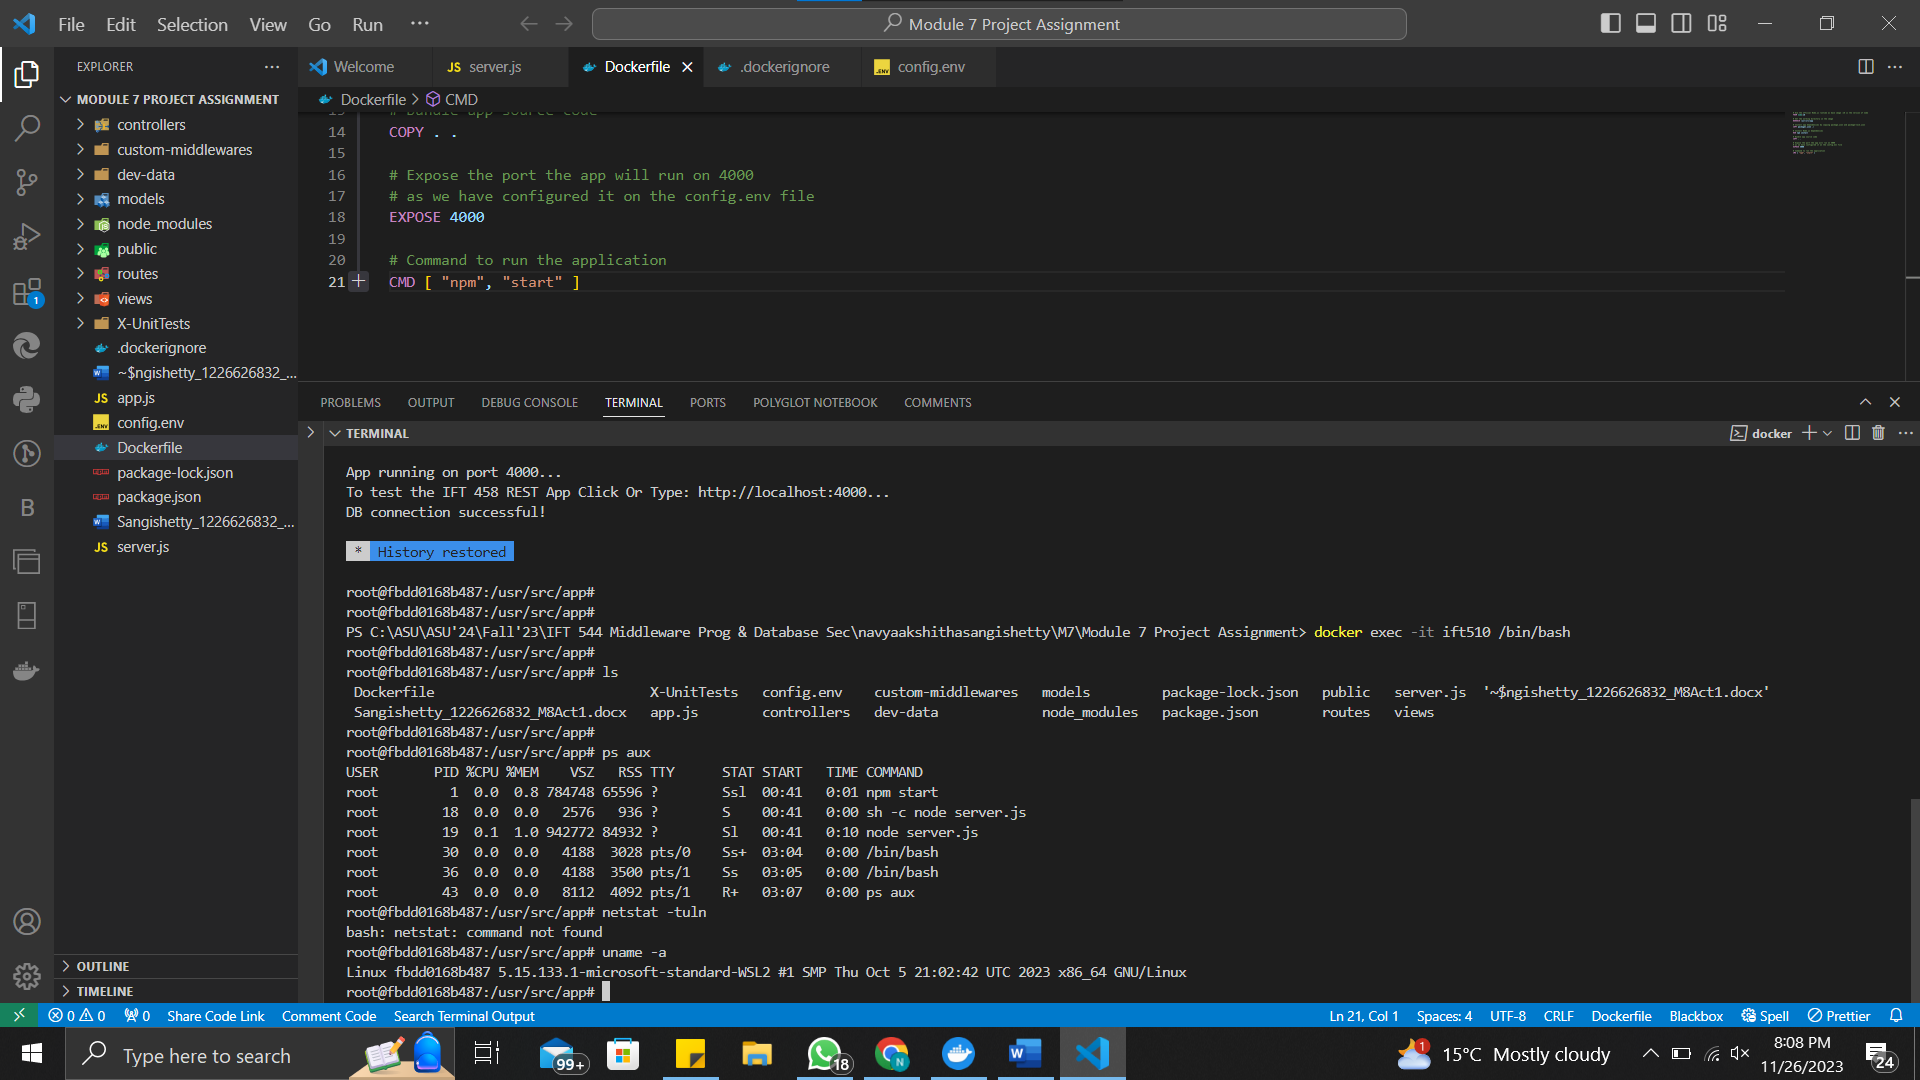 File Edit Selection View Go Run ··· Module 7 Project Assignment
EXPLORER ···
MODULE 7 PROJECT ASSIGNMENT
controllers
custom-middlewares
dev-data
models
node_modules
public
routes
views
X-UnitTests
.dockerignore
~$ngishetty_1226626832_...
app.js
config.env
Dockerfile
package-lock.json
package.json
Sangishetty_1226626832_...
server.js
OUTLINE
TIMELINE
1
B
Welcome JS server.js Dockerfile .dockerignore config.env
Dockerfile > CMD
13 # Bundle app source code
14 COPY . .
15
16 # Expose the port the app will run on 4000
17 # as we have configured it on the config.env file
18 EXPOSE 4000
19
20 # Command to run the application
21 CMD [ "npm", "start" ]
PROBLEMS OUTPUT DEBUG CONSOLE TERMINAL PORTS POLYGLOT NOTEBOOK COMMENTS
TERMINAL docker
App running on port 4000...
To test the IFT 458 REST App Click Or Type: http://localhost:4000...
DB connection successful!
* History restored
root@fbdd0168b487:/usr/src/app#
root@fbdd0168b487:/usr/src/app#
PS C:\ASU\ASU'24\Fall'23\IFT 544 Middleware Prog & Database Sec\navyaakshithasangishetty\M7\Module 7 Project Assignment> docker exec -it ift510 /bin/bash
root@fbdd0168b487:/usr/src/app#
root@fbdd0168b487:/usr/src/app# ls
Dockerfile X-UnitTests config.env custom-middlewares models package-lock.json public server.js '~$ngishetty_1226626832_M8Act1.docx'
Sangishetty_1226626832_M8Act1.docx app.js controllers dev-data node_modules package.json routes views
root@fbdd0168b487:/usr/src/app#
root@fbdd0168b487:/usr/src/app# ps aux
USER PID %CPU %MEM VSZ RSS TTY STAT START TIME COMMAND
root 1 0.0 0.8 784748 65596 ? Ssl 00:41 0:01 npm start
root 18 0.0 0.0 2576 936 ? S 00:41 0:00 sh -c node server.js
root 19 0.1 1.0 942772 84932 ? Sl 00:41 0:10 node server.js
root 30 0.0 0.0 4188 3028 pts/0 Ss+ 03:04 0:00 /bin/bash
root 36 0.0 0.0 4188 3500 pts/1 Ss 03:05 0:00 /bin/bash
root 43 0.0 0.0 8112 4092 pts/1 R+ 03:07 0:00 ps aux
root@fbdd0168b487:/usr/src/app# netstat -tuln
bash: netstat: command not found
root@fbdd0168b487:/usr/src/app# uname -a
Linux fbdd0168b487 5.15.133.1-microsoft-standard-WSL2 #1 SMP Thu Oct 5 21:02:42 UTC 2023 x86_64 GNU/Linux
root@fbdd0168b487:/usr/src/app#
0 0 0 Share Code Link Comment Code Search Terminal Output Ln 21, Col 1 Spaces: 4 UTF-8 CRLF Dockerfile Blackbox Spell Prettier
Type here to search 99+ 18 N 1 15°C Mostly cloudy 8:08 PM
11/26/2023 24